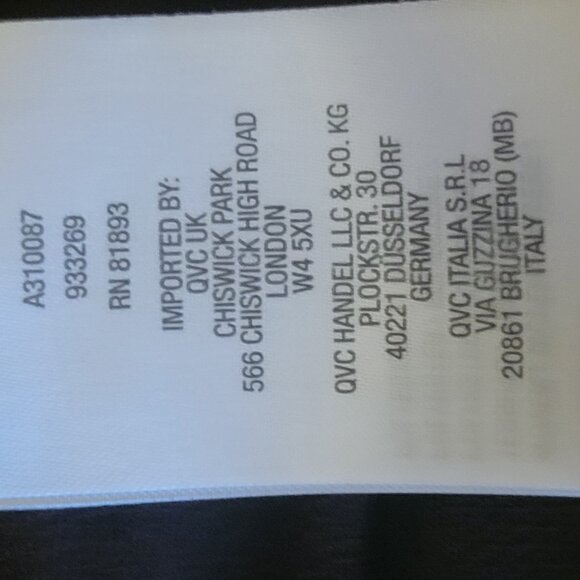 A310087
933269
RN 81893
IMPORTED BY:
QVC UK
CHISWICK PARK
566 CHISWICK HIGH ROAD
LONDON
W4 5XU
QVC HANDEL LLC & CO. KG
PLOCKSTR. 30
40221 DUSSELDORF
GERMANY
QVC ITALIA S.R.L
VIA GUZZINA 18
20861 BRUGHERIO (MB)
ITALY